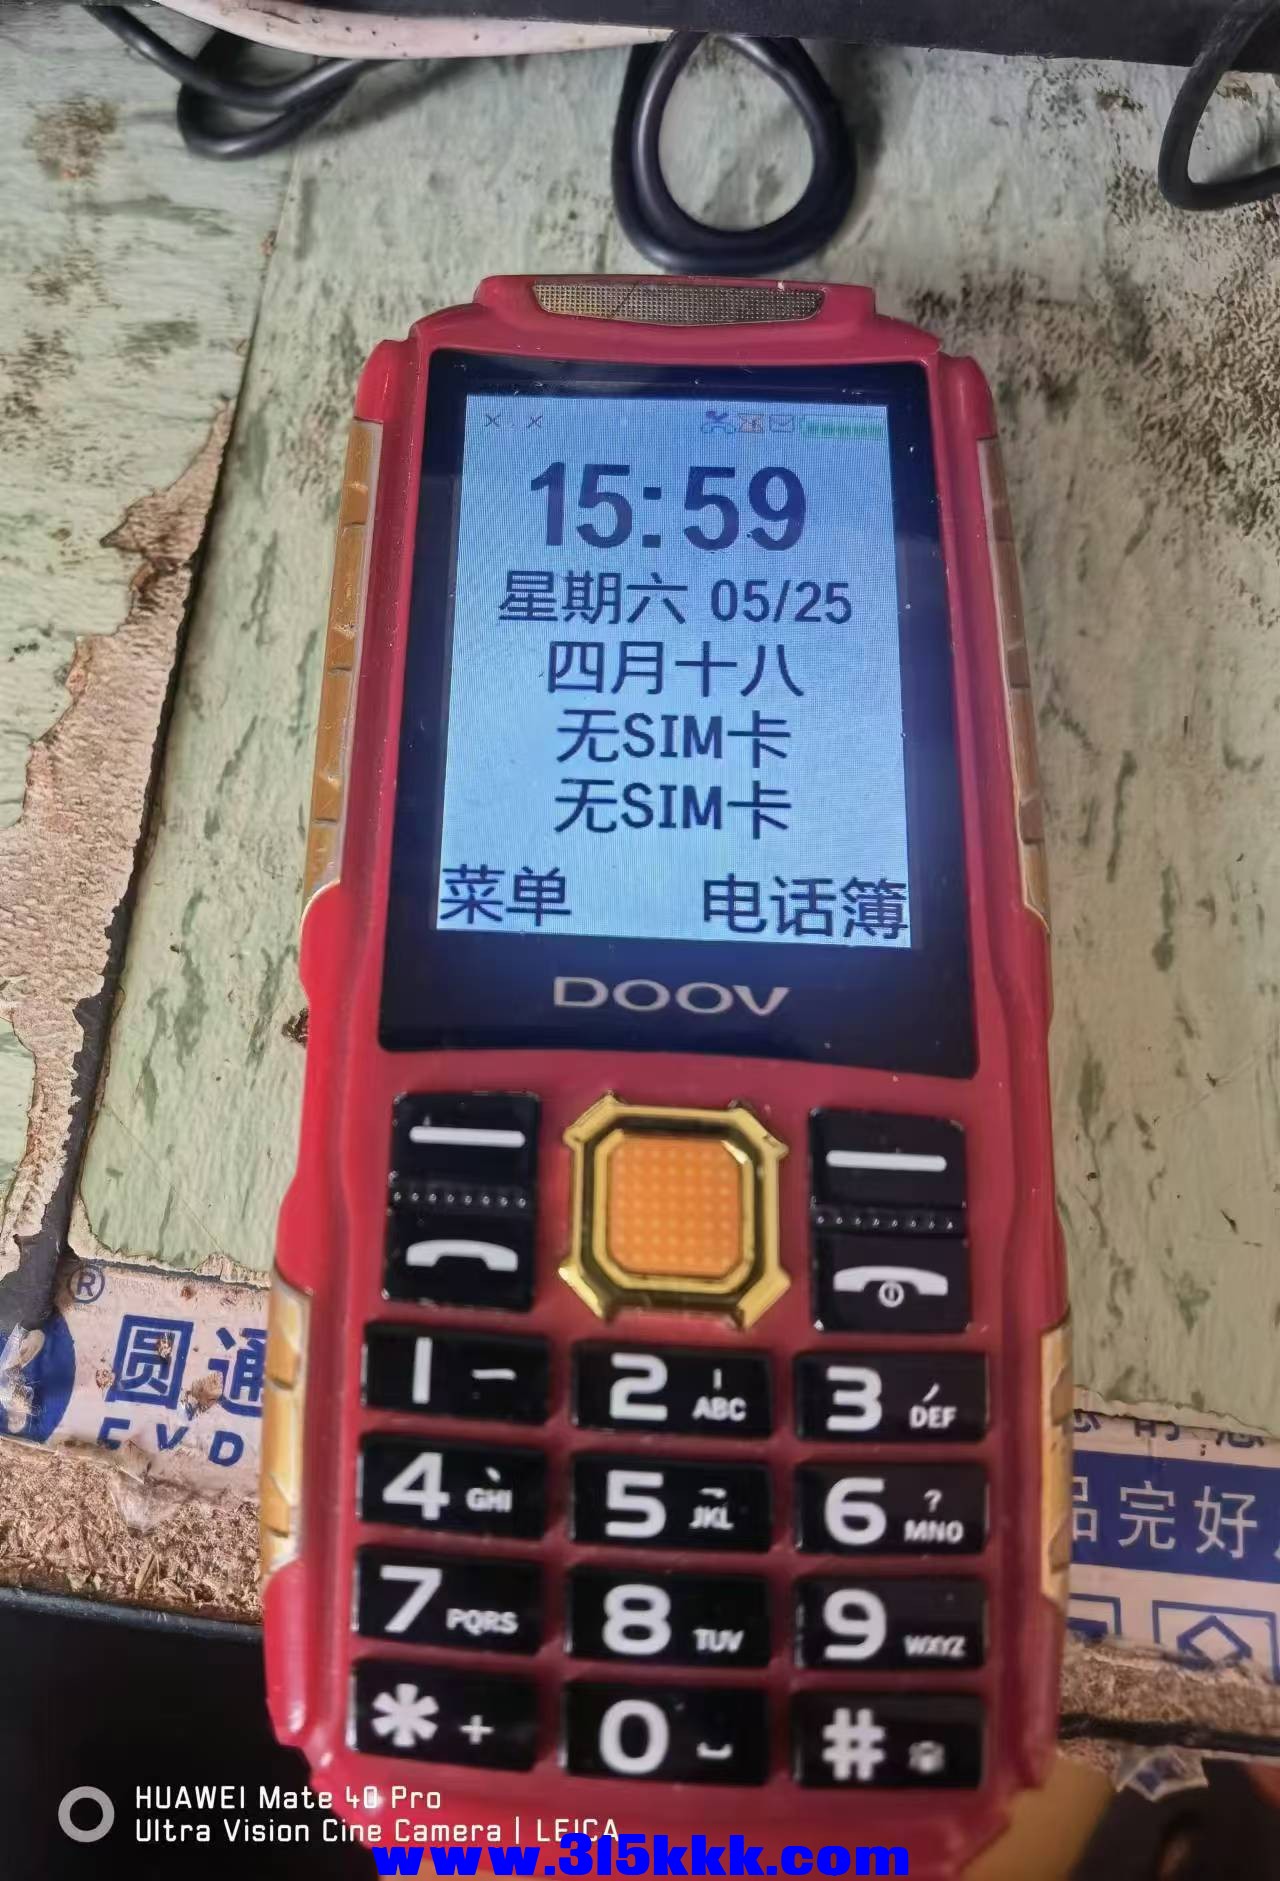 15:59
星期六 05/25
四月十八
无SIM卡
无SIM卡
菜单 电话簿
DOOV
1 2 ABC 3 DEF
®
圆通
4 GHI 5 JKL 6 ? MNO
品完好
7 PQRS 8 TUV 9 WXYZ
* + 0 #
HUAWEI Mate 40 Pro
Ultra Vision Cine Camera | LEICA
www.315kkk.com